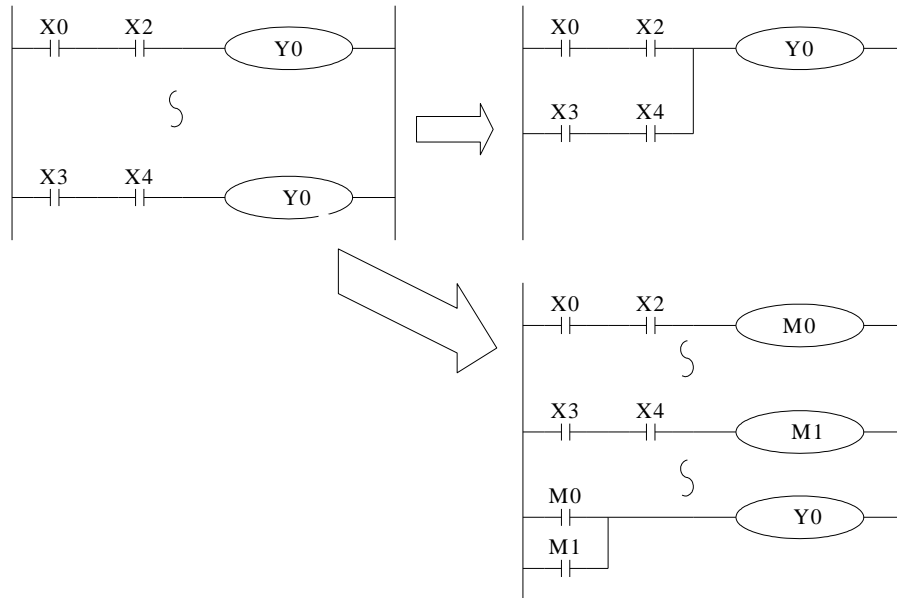 X0 X2 Y0
X3 X4 Y0
X0 X2 Y0
X3 X4
X0 X2 M0
X3 X4 M1
M0 Y0
M1